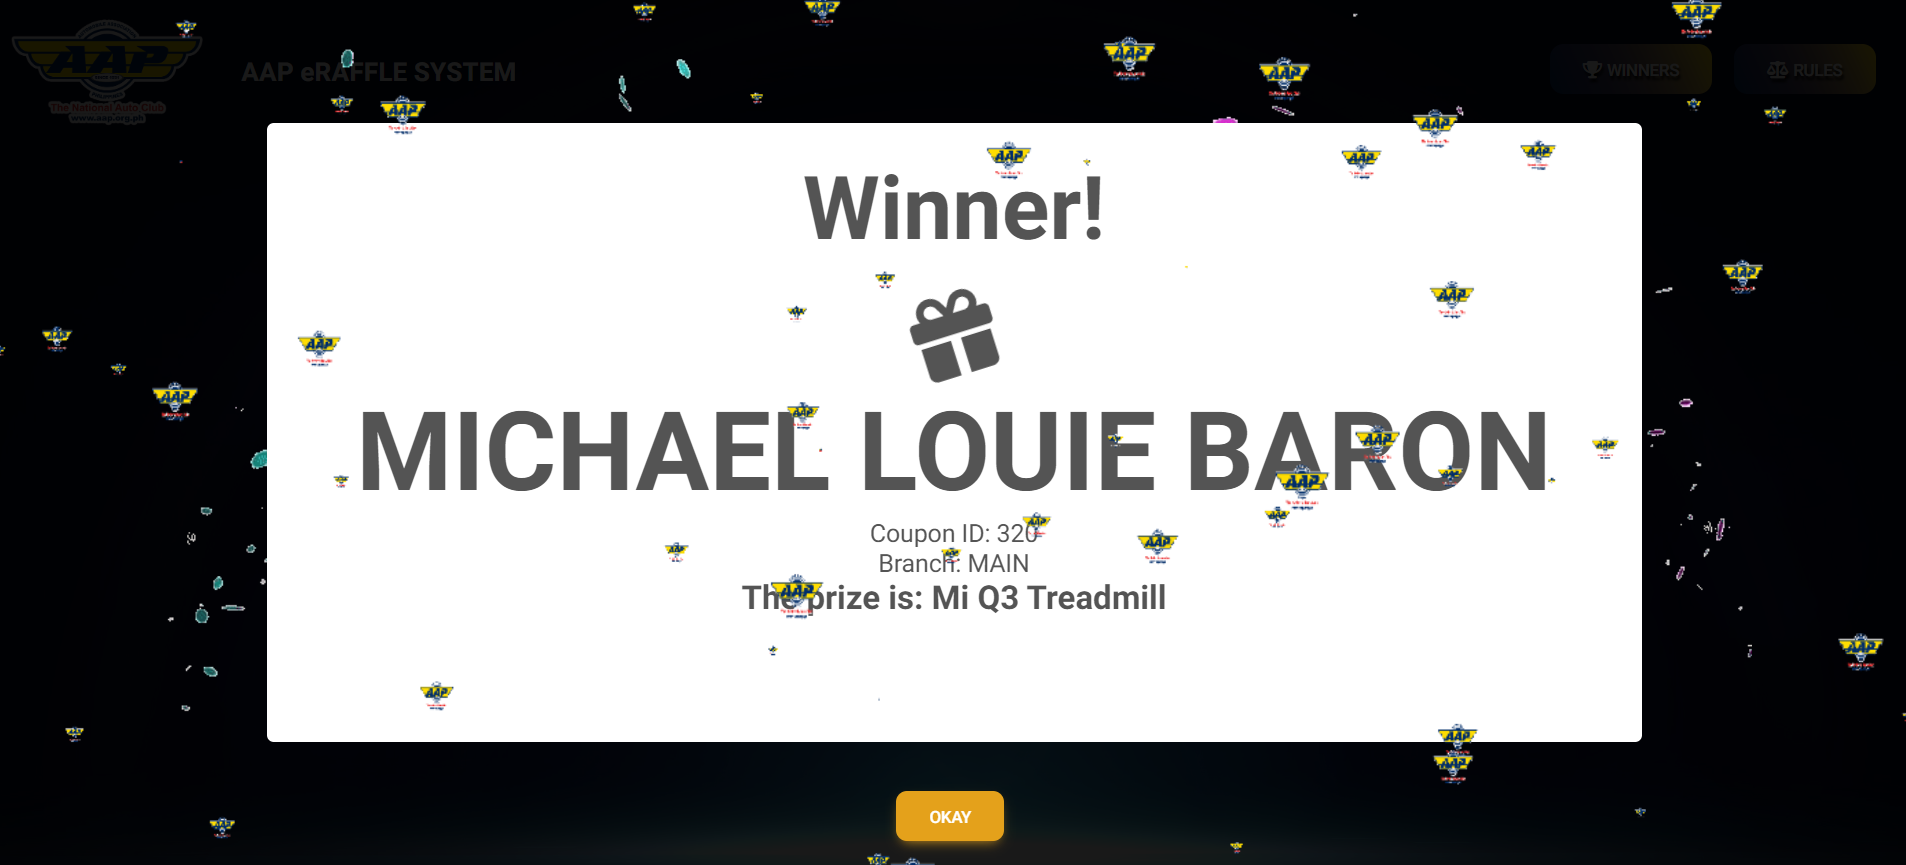 AAP
The National Auto Club
www.aap.org.ph
AAP eRAFFLE SYSTEM
WINNERS
RULES
Winner!
MICHAEL LOUIE BARON
Coupon ID: 320
Branch: MAIN
The prize is: Mi Q3 Treadmill
OKAY